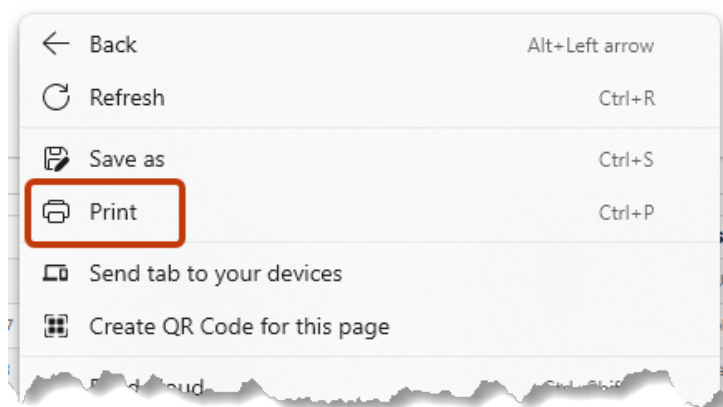 Back Alt+Left arrow
Refresh Ctrl+R
Save as Ctrl+S
Print Ctrl+P
Send tab to your devices
Create QR Code for this page